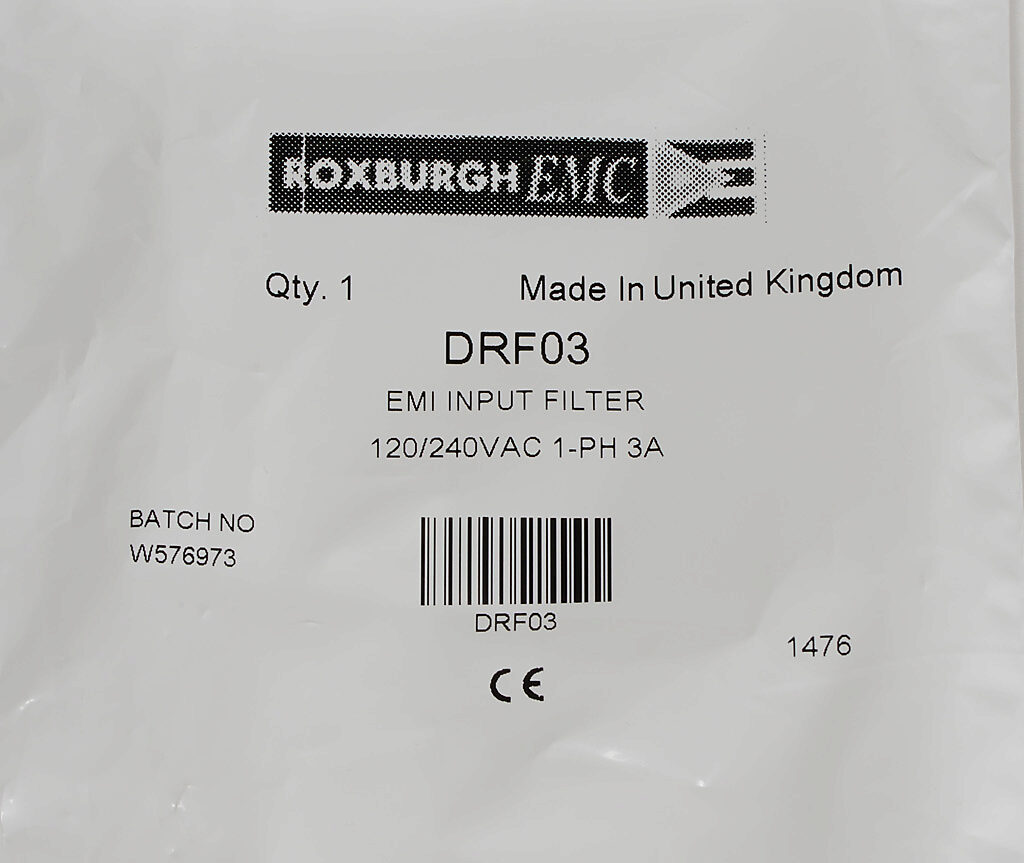 ROXBURGH EMC
Qty. 1 Made In United Kingdom
DRF03
EMI INPUT FILTER
120/240VAC 1-PH 3A
BATCH NO
W576973
DRF03
1476
CE